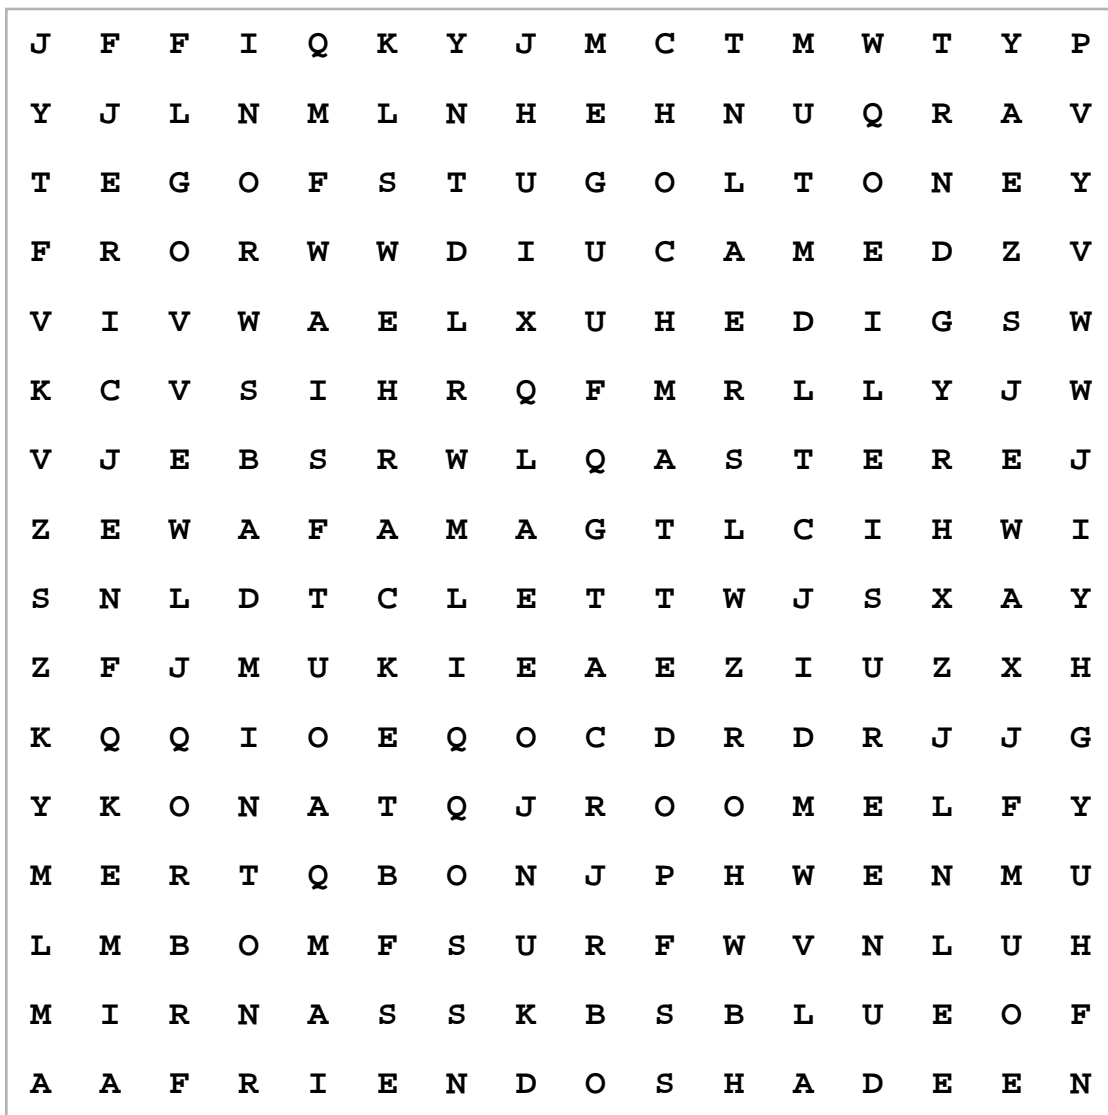 J F F I Q K Y J M C T M W T Y P
Y J L N M L N H E H N U Q R A V
T E G O F S T U G O L T O N E Y
F R O R W W D I U C A M E D Z V
V I V W A E L X U H E D I G S W
K C V S I H R Q F M R L L Y J W
V J E B S R W L Q A S T E R E J
Z E W A F A M A G T L C I H W I
S N L D T C L E T T W J S X A Y
Z F J M U K I E A E Z I U Z X H
K Q Q I O E Q O C D R D R J J G
Y K O N A T Q J R O O M E L F Y
M E R T Q B O N J P H W E N M U
L M B O M F S U R F W V N L U H
M I R N A S S K B S B L U E O F
A A F R I E N D O S H A D E E N